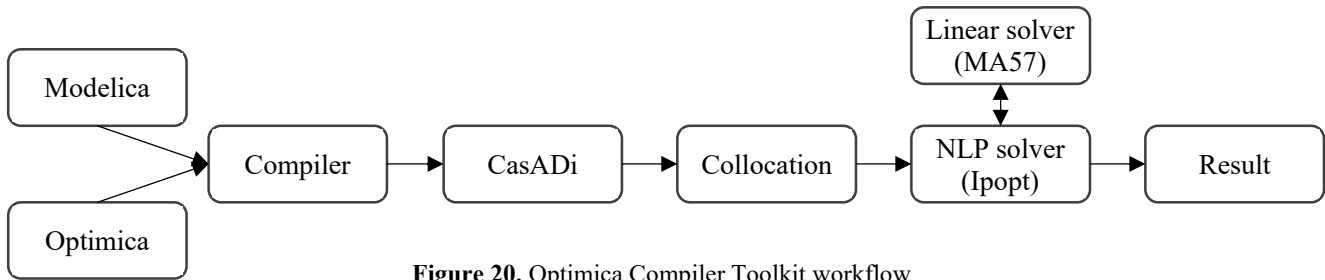 Linear solver
(MA57)
Modelica
Compiler
CasADi
Collocation
NLP solver
(Ipopt)
Result
Optimica
Figure 20. Optimica Compiler Toolkit workflow